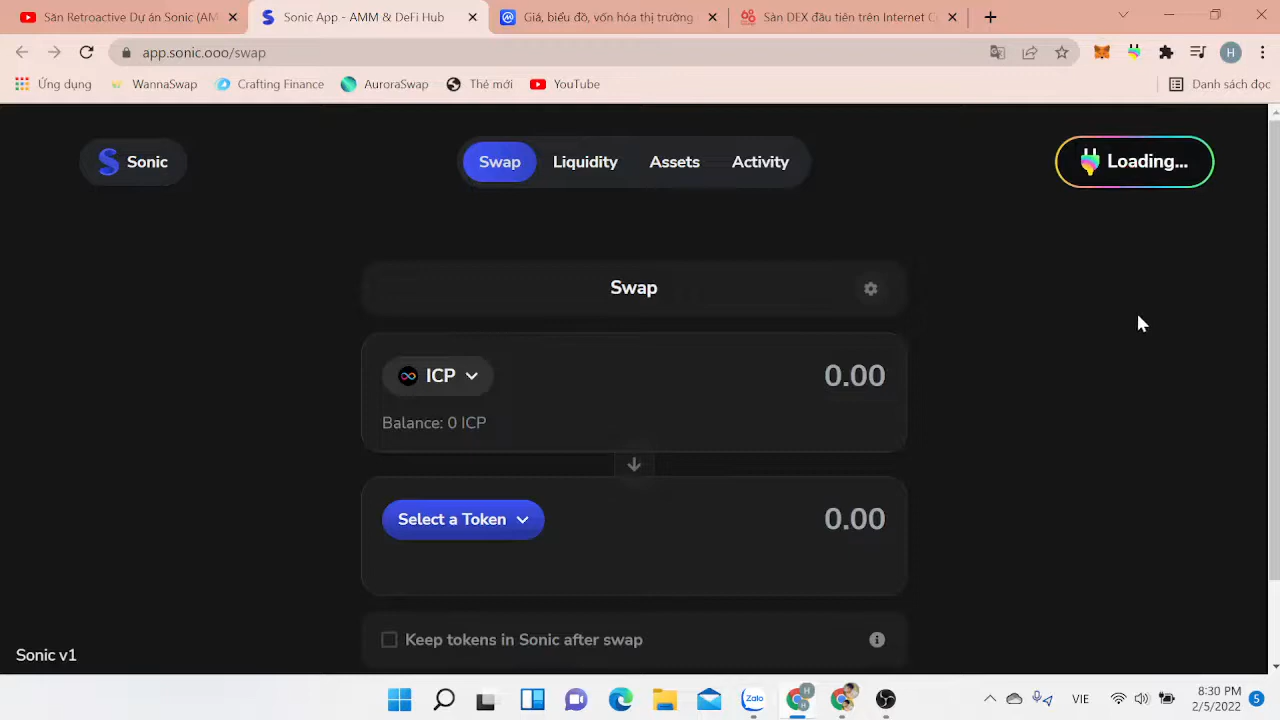 Săn Retroactive Dự án Sonic (AM
Sonic App - AMM & DeFi Hub
Giá, biểu đồ, vốn hóa thị trường
Sàn DEX đầu tiên trên Internet C
app.sonic.ooo/swap
H
Ứng dụng
WannaSwap
Crafting Finance
AuroraSwap
Thẻ mới
YouTube
Danh sách đọc
Sonic
Swap
Liquidity
Assets
Activity
Loading...
Swap
ICP
0.00
Balance: 0 ICP
Select a Token
0.00
Keep tokens in Sonic after swap
Sonic v1
Zalo
H
VIE
8:30 PM
2/5/2022
5